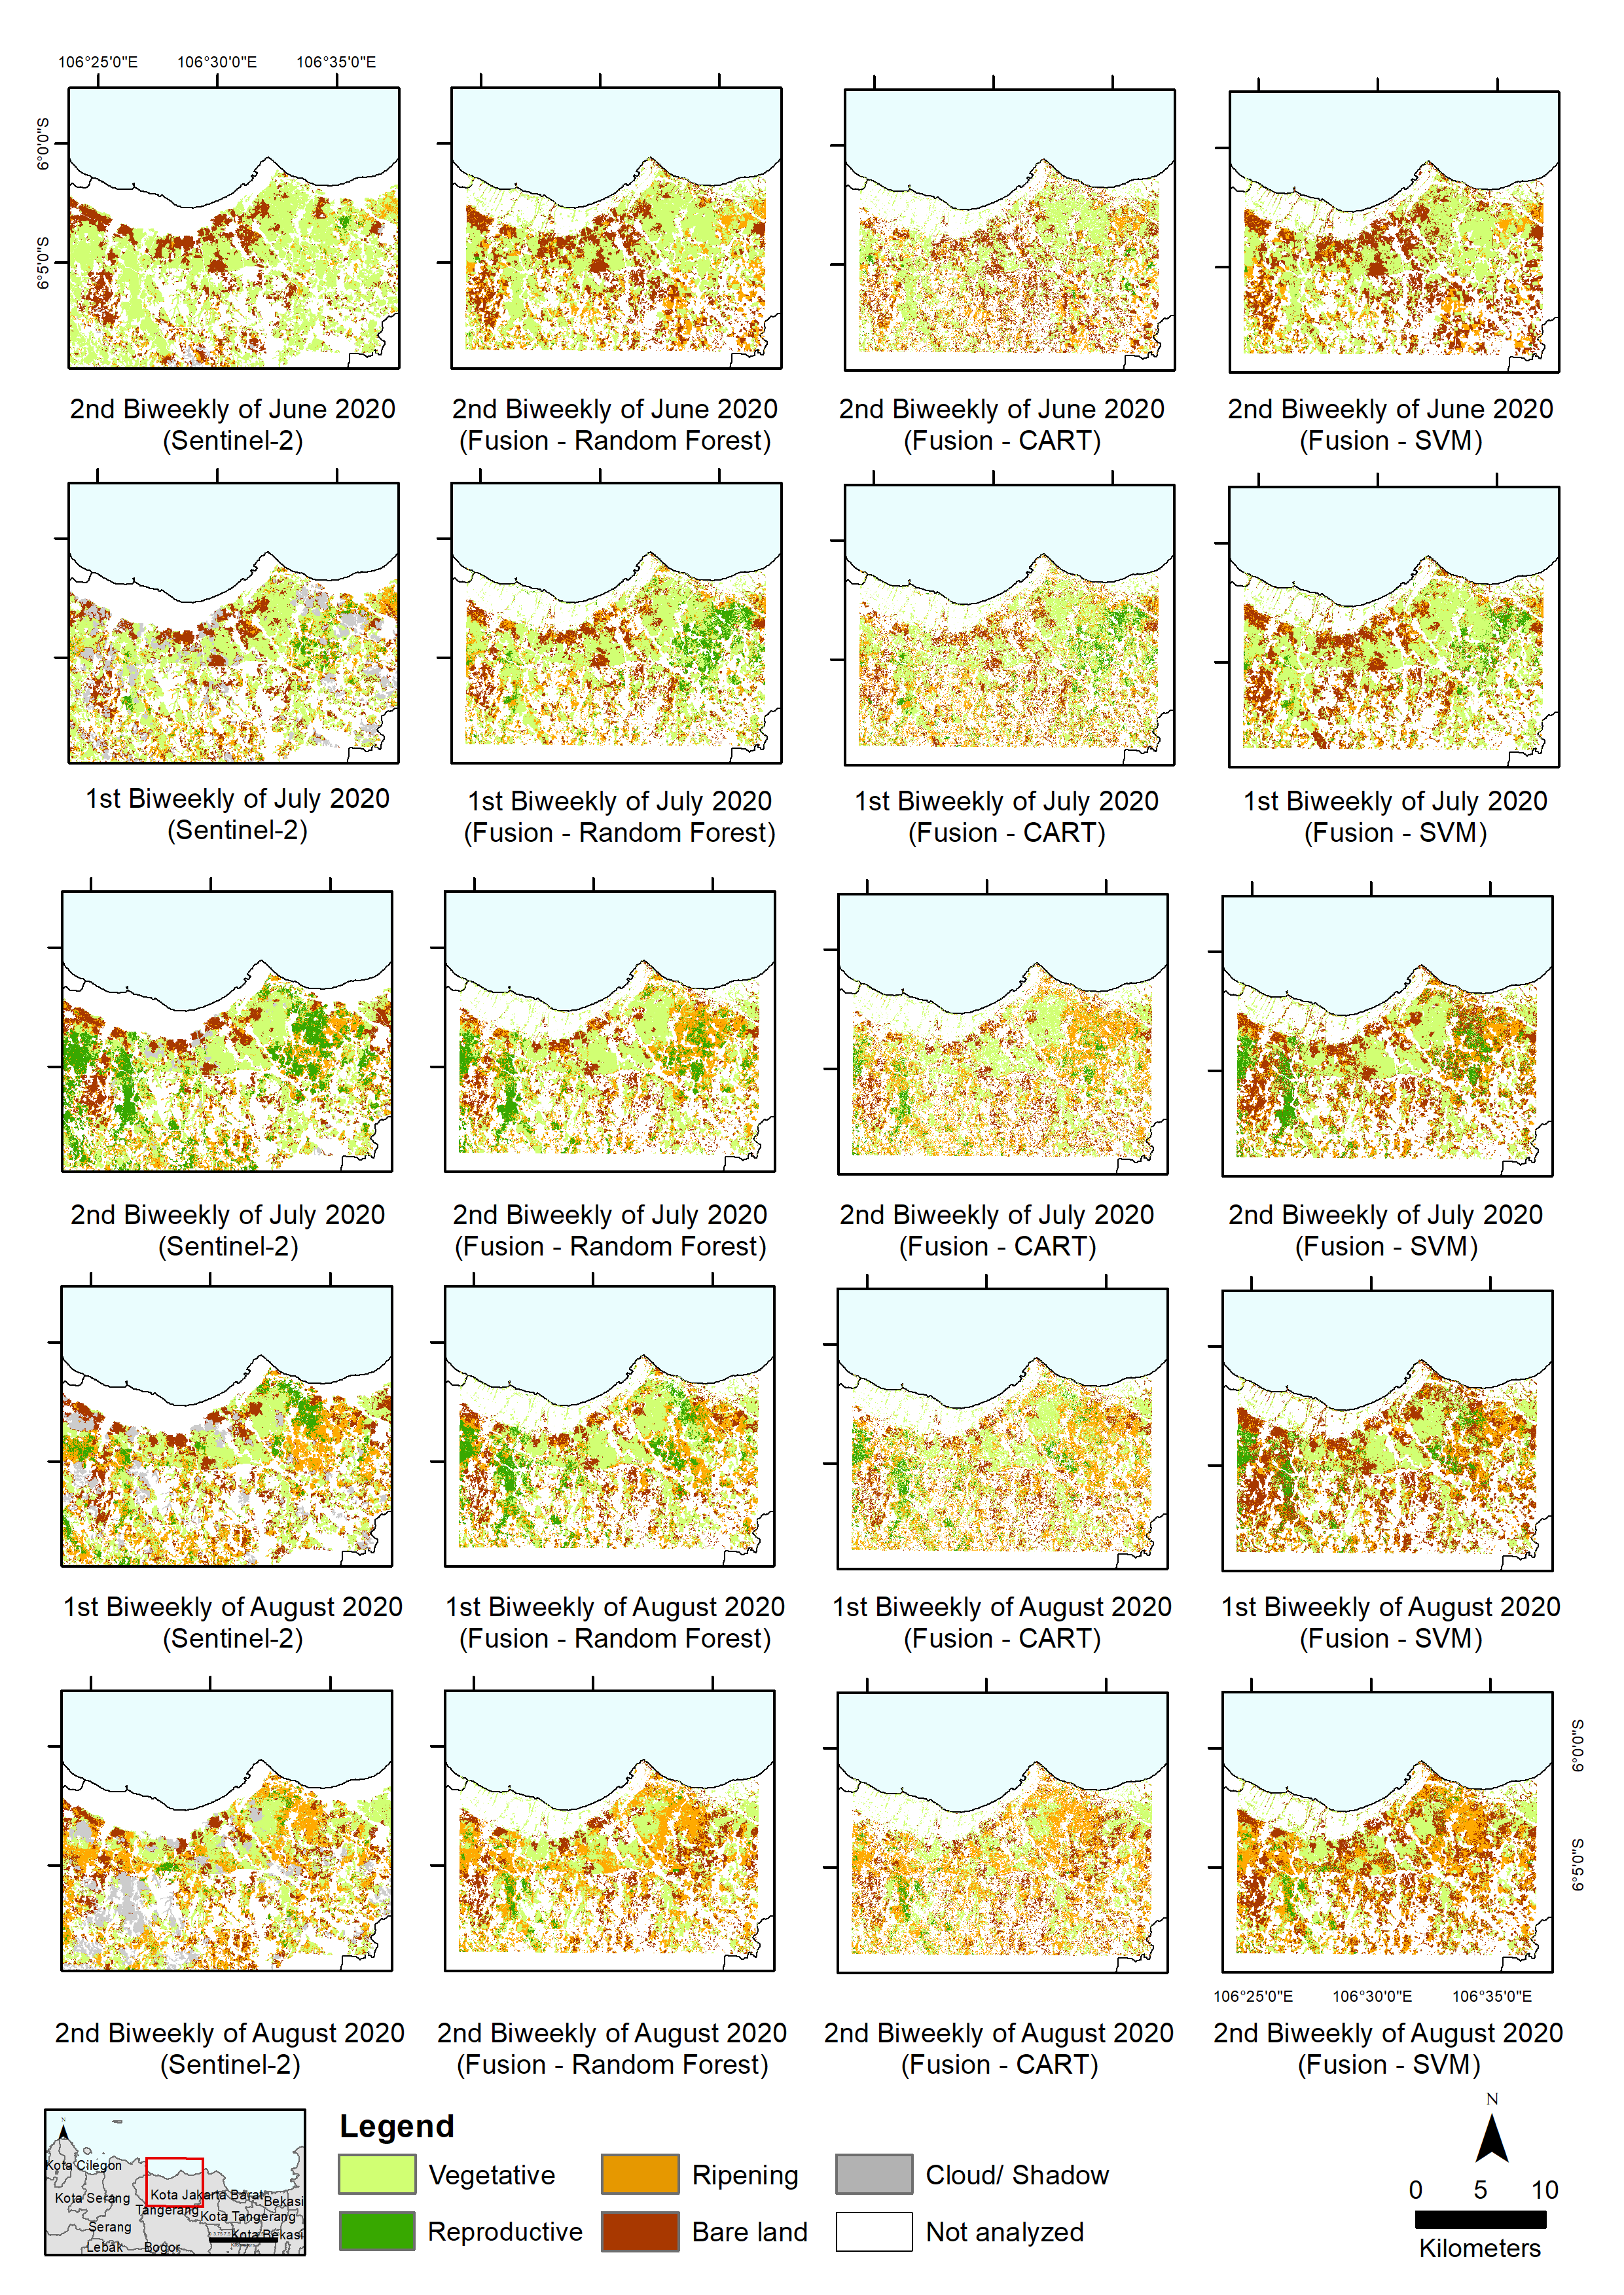 106°25'0"E 106°30'0"E 106°35'0"E
6°0'0"S
6°5'0"S
2nd Biweekly of June 2020
(Sentinel-2)
2nd Biweekly of June 2020
(Fusion - Random Forest)
2nd Biweekly of June 2020
(Fusion - CART)
2nd Biweekly of June 2020
(Fusion - SVM)
1st Biweekly of July 2020
(Sentinel-2)
1st Biweekly of July 2020
(Fusion - Random Forest)
1st Biweekly of July 2020
(Fusion - CART)
1st Biweekly of July 2020
(Fusion - SVM)
2nd Biweekly of July 2020
(Sentinel-2)
2nd Biweekly of July 2020
(Fusion - Random Forest)
2nd Biweekly of July 2020
(Fusion - CART)
2nd Biweekly of July 2020
(Fusion - SVM)
1st Biweekly of August 2020
(Sentinel-2)
1st Biweekly of August 2020
(Fusion - Random Forest)
1st Biweekly of August 2020
(Fusion - CART)
1st Biweekly of August 2020
(Fusion - SVM)
6°0'0"S
6°5'0"S
106°25'0"E 106°30'0"E 106°35'0"E
2nd Biweekly of August 2020
(Sentinel-2)
2nd Biweekly of August 2020
(Fusion - Random Forest)
2nd Biweekly of August 2020
(Fusion - CART)
2nd Biweekly of August 2020
(Fusion - SVM)
N
Kota Cilegon
Kota Serang
Kota Jakarta Barat
Bekasi
Tangerang
Kota Tangerang
Serang
Kota Bekasi
Lebak
Bogor
Legend
Vegetative
Ripening
Cloud/ Shadow
Reproductive
Bare land
Not analyzed
N
0 5 10
Kilometers